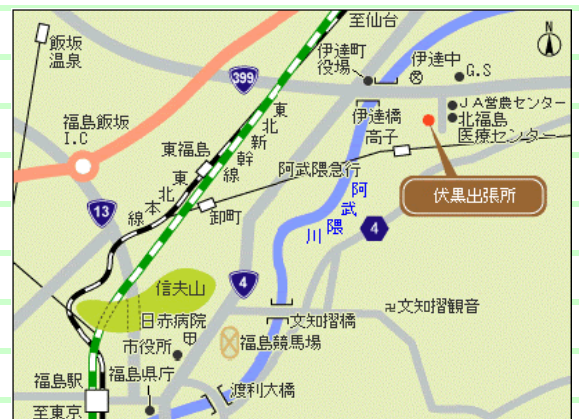 至仙台
N
飯坂
温泉
伊達町
役場
伊達中
G.S
399
福島飯坂
I.C
伊達橋
JA営農センター
北福島
医療センター
高子
東北新幹線
東福島
阿武隈急行
東北本線
卸町
伏黒出張所
阿武隈川
13
4
4
信夫山
文知摺観音
日赤病院
文知摺橋
市役所
福島競馬場
福島駅
福島県庁
渡利大橋
至東京